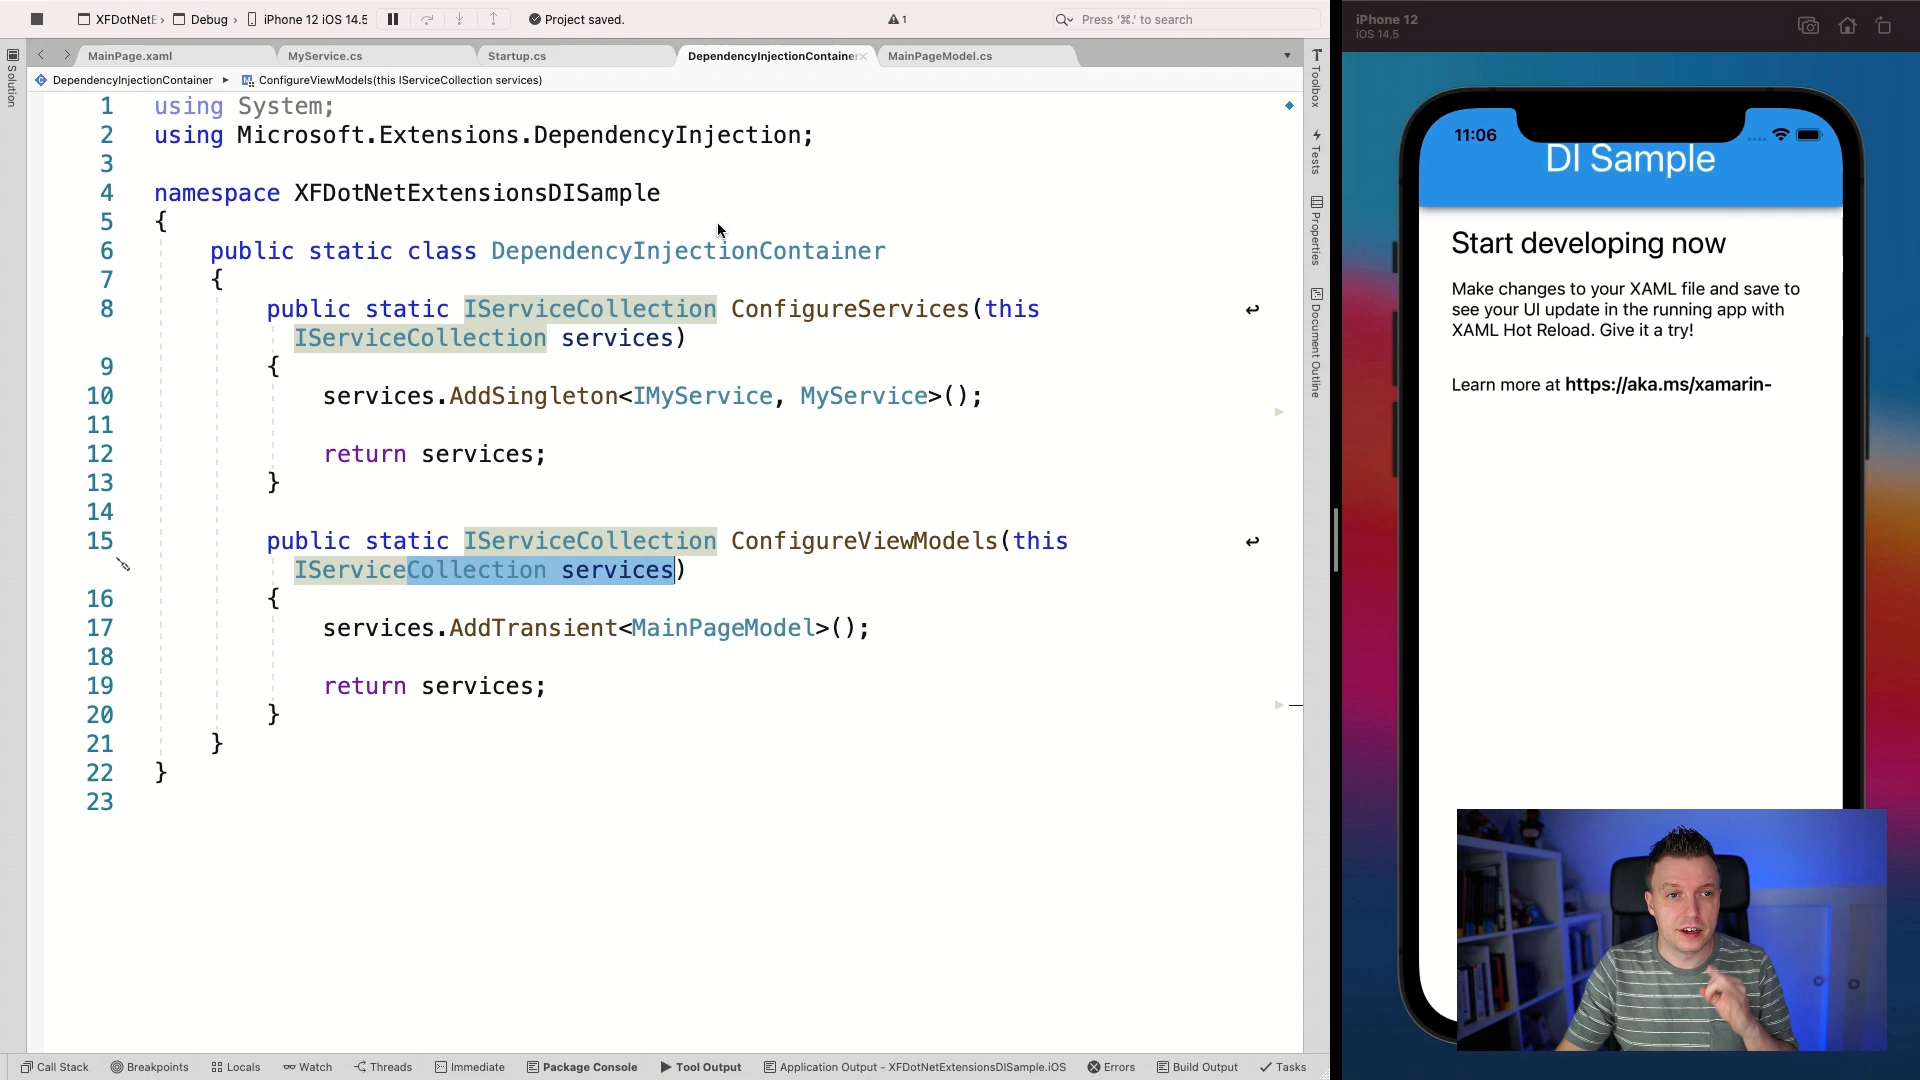 XFDotNetE
Debug
iPhone 12 iOS 14.5
Project saved.
1
Press '⌘.' to search
MainPage.xaml
MyService.cs
Startup.cs
DependencyInjectionContainer
MainPageModel.cs
DependencyInjectionContainer
ConfigureViewModels(this IServiceCollection services)
Solution
1 using System;
2 using Microsoft.Extensions.DependencyInjection;
3
4 namespace XFDotNetExtensionsDISample
5 {
6 public static class DependencyInjectionContainer
7 {
8 public static IServiceCollection ConfigureServices(this
IServiceCollection services)
9 {
10 services.AddSingleton<IMyService, MyService>();
11
12 return services;
13 }
14
15 public static IServiceCollection ConfigureViewModels(this
IServiceCollection services)
16 {
17 services.AddTransient<MainPageModel>();
18
19 return services;
20 }
21 }
22 }
23
Toolbox
Tests
Properties
Document Outline
Call Stack
Breakpoints
Locals
Watch
Threads
Immediate
Package Console
Tool Output
Application Output - XFDotNetExtensionsDISample.iOS
Errors
Build Output
Tasks
iPhone 12
iOS 14.5
11:06
DI Sample
Start developing now
Make changes to your XAML file and save to
see your UI update in the running app with
XAML Hot Reload. Give it a try!
Learn more at https://aka.ms/xamarin-